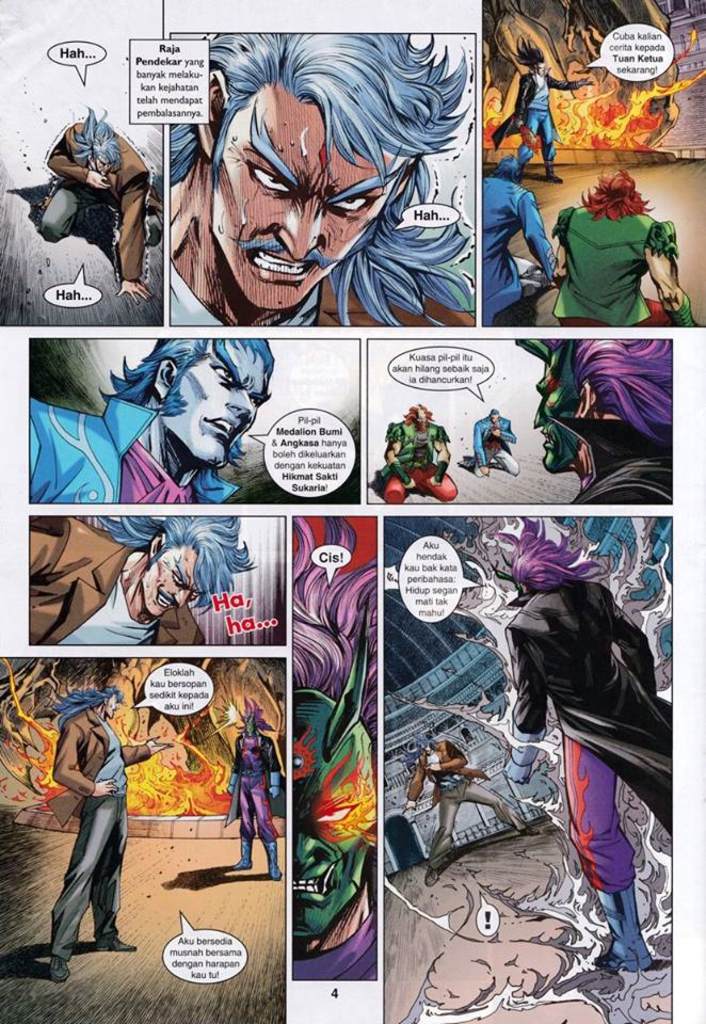 Hah...
Hah...
Raja
Pendekar yang
banyak melaku-
kan kejahatan
telah mendapat
pembalasannya.
Hah...
Cuba kalian
cerita kepada
Tuan Ketua
sekarang!
Pil-pil
Medalion Bumi
& Angkasa hanya
boleh dikeluarkan
dengan kekuatan
Hikmat Sakti
Sukaria!
Kuasa pil-pil itu
akan hilang sebaik saja
ia dihancurkan!
Ha,
ha...
Eloklah
kau bersopan
sedikit kepada
aku ini!
Aku bersedia
musnah bersama
dengan harapan
kau tu!
Cis!
Aku
hendak
kau bak kata
peribahasa:
Hidup segan
mati tak
mahu!
!
4